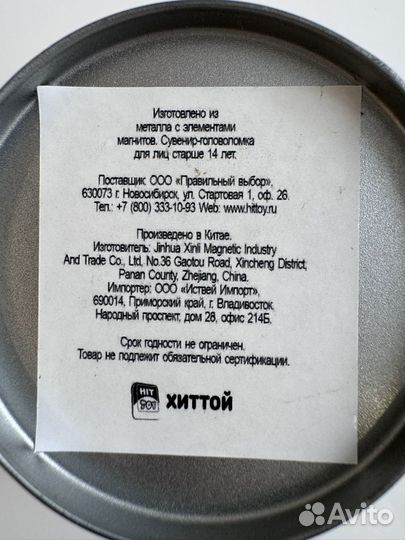 Изготовлено из
металла с элементами
магнитов. Сувенир-головоломка
для лиц старше 14 лет.
Поставщик: ООО «Правильный выбор»,
630073 г. Новосибирск, ул. Стартовая 1, оф. 26.
Тел.: +7 (800) 333-10-93 Web: www.hittoy.ru
Произведено в Китае.
Изготовитель: Jinhua Xinli Magnetic Industry
And Trade Co., Ltd, No.36 Gaotou Road, Xincheng District,
Panan County, Zhejiang, China.
Импортер: ООО «Иствей Импорт»,
690014, Приморский край, г. Владивосток,
Народный проспект, дом 28, офис 214Б.
Срок годности не ограничен.
Товар не подлежит обязательной сертификации.
HIT
TOY
ХИТТОЙ
Avito